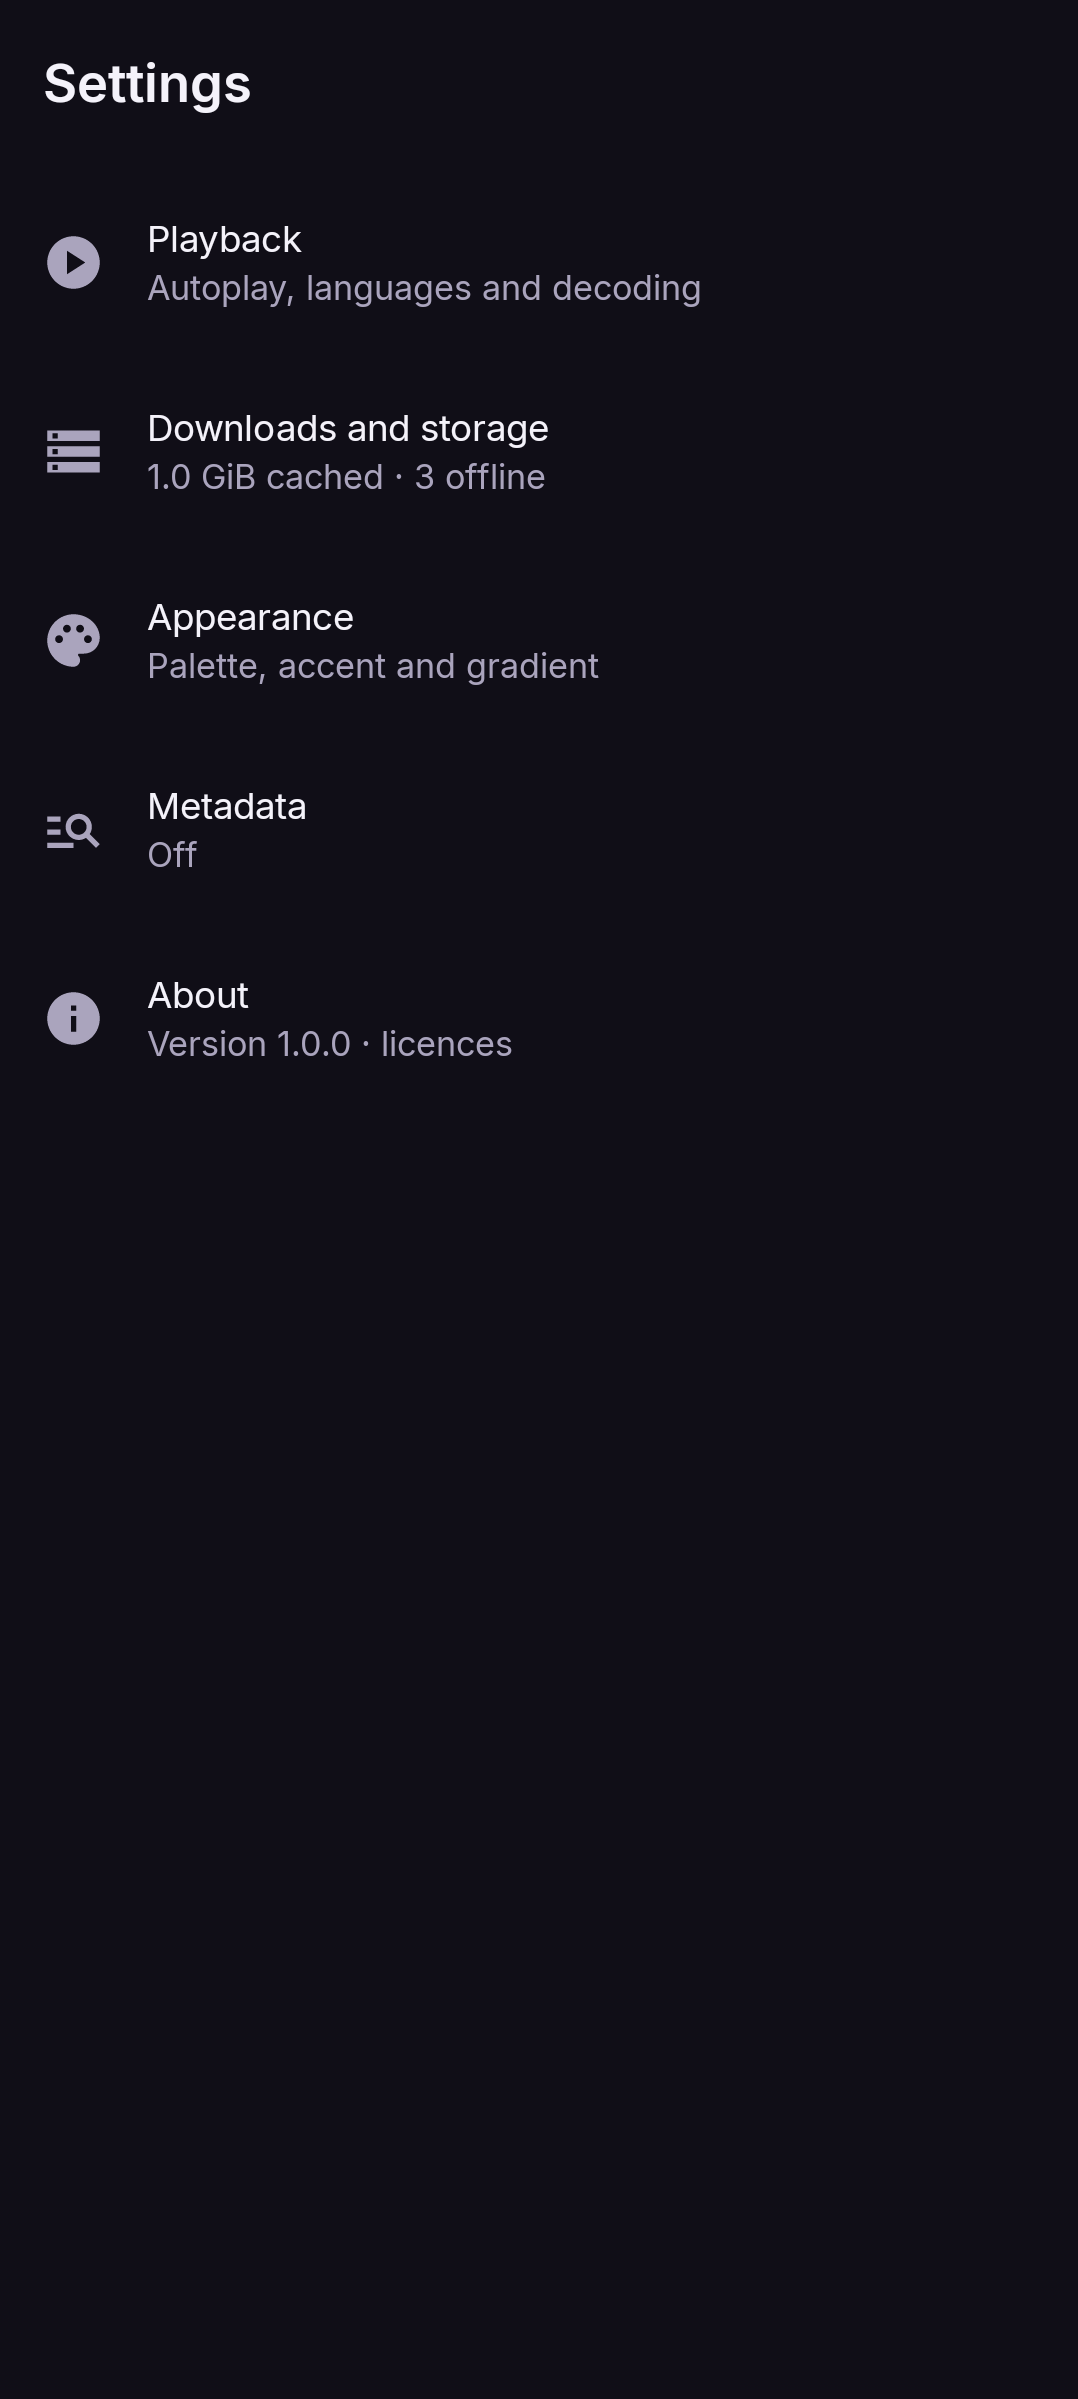 Settings
Playback
Autoplay, languages and decoding
Downloads and storage
1.0 GiB cached · 3 offline
Appearance
Palette, accent and gradient
Metadata
Off
About
Version 1.0.0 · licences